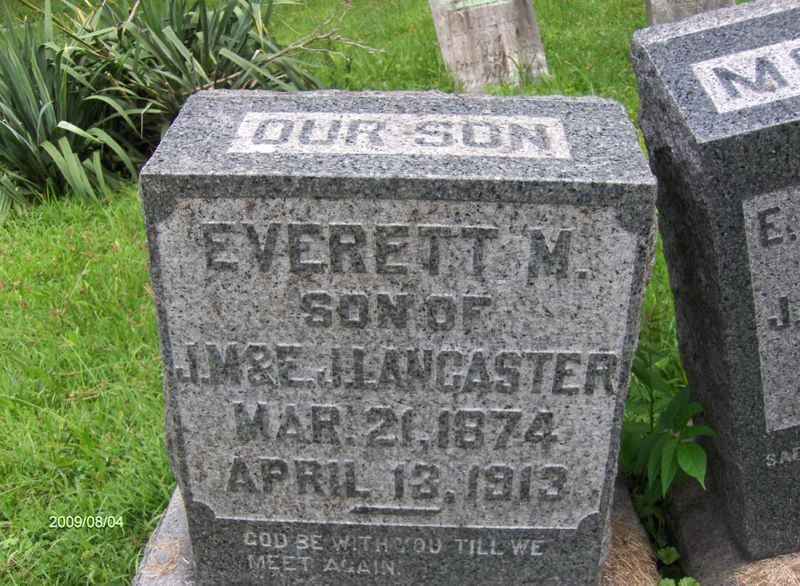 OUR SON
EVERETT M.
SON OF
J.M & E.J. LANCASTER
MAR. 21, 1874
APRIL 13, 1913
GOD BE WITH YOU TILL WE
MEET AGAIN.
E.
J.
2009/08/04